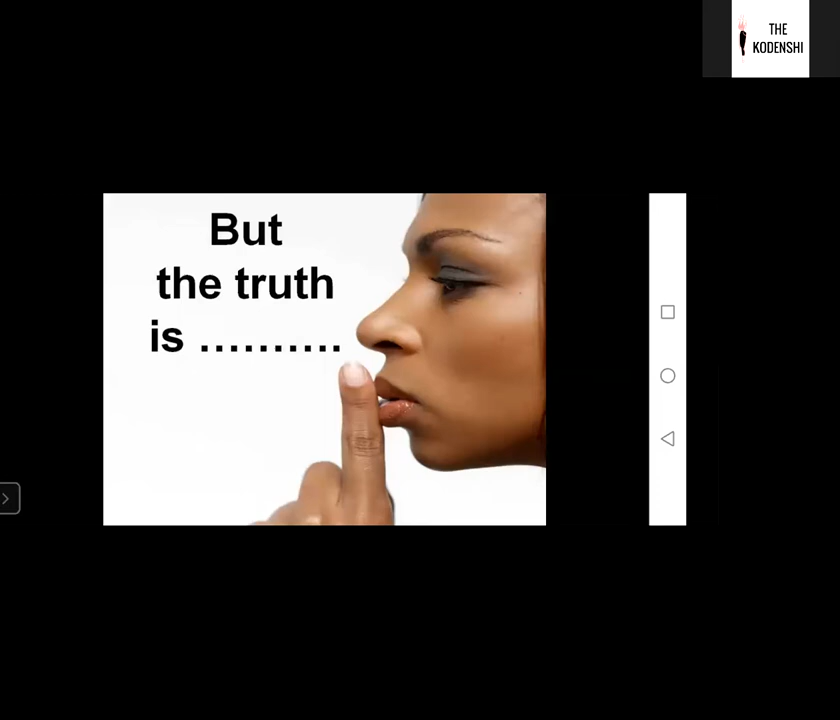 THE
KODENSHI
But
the truth
is ..........